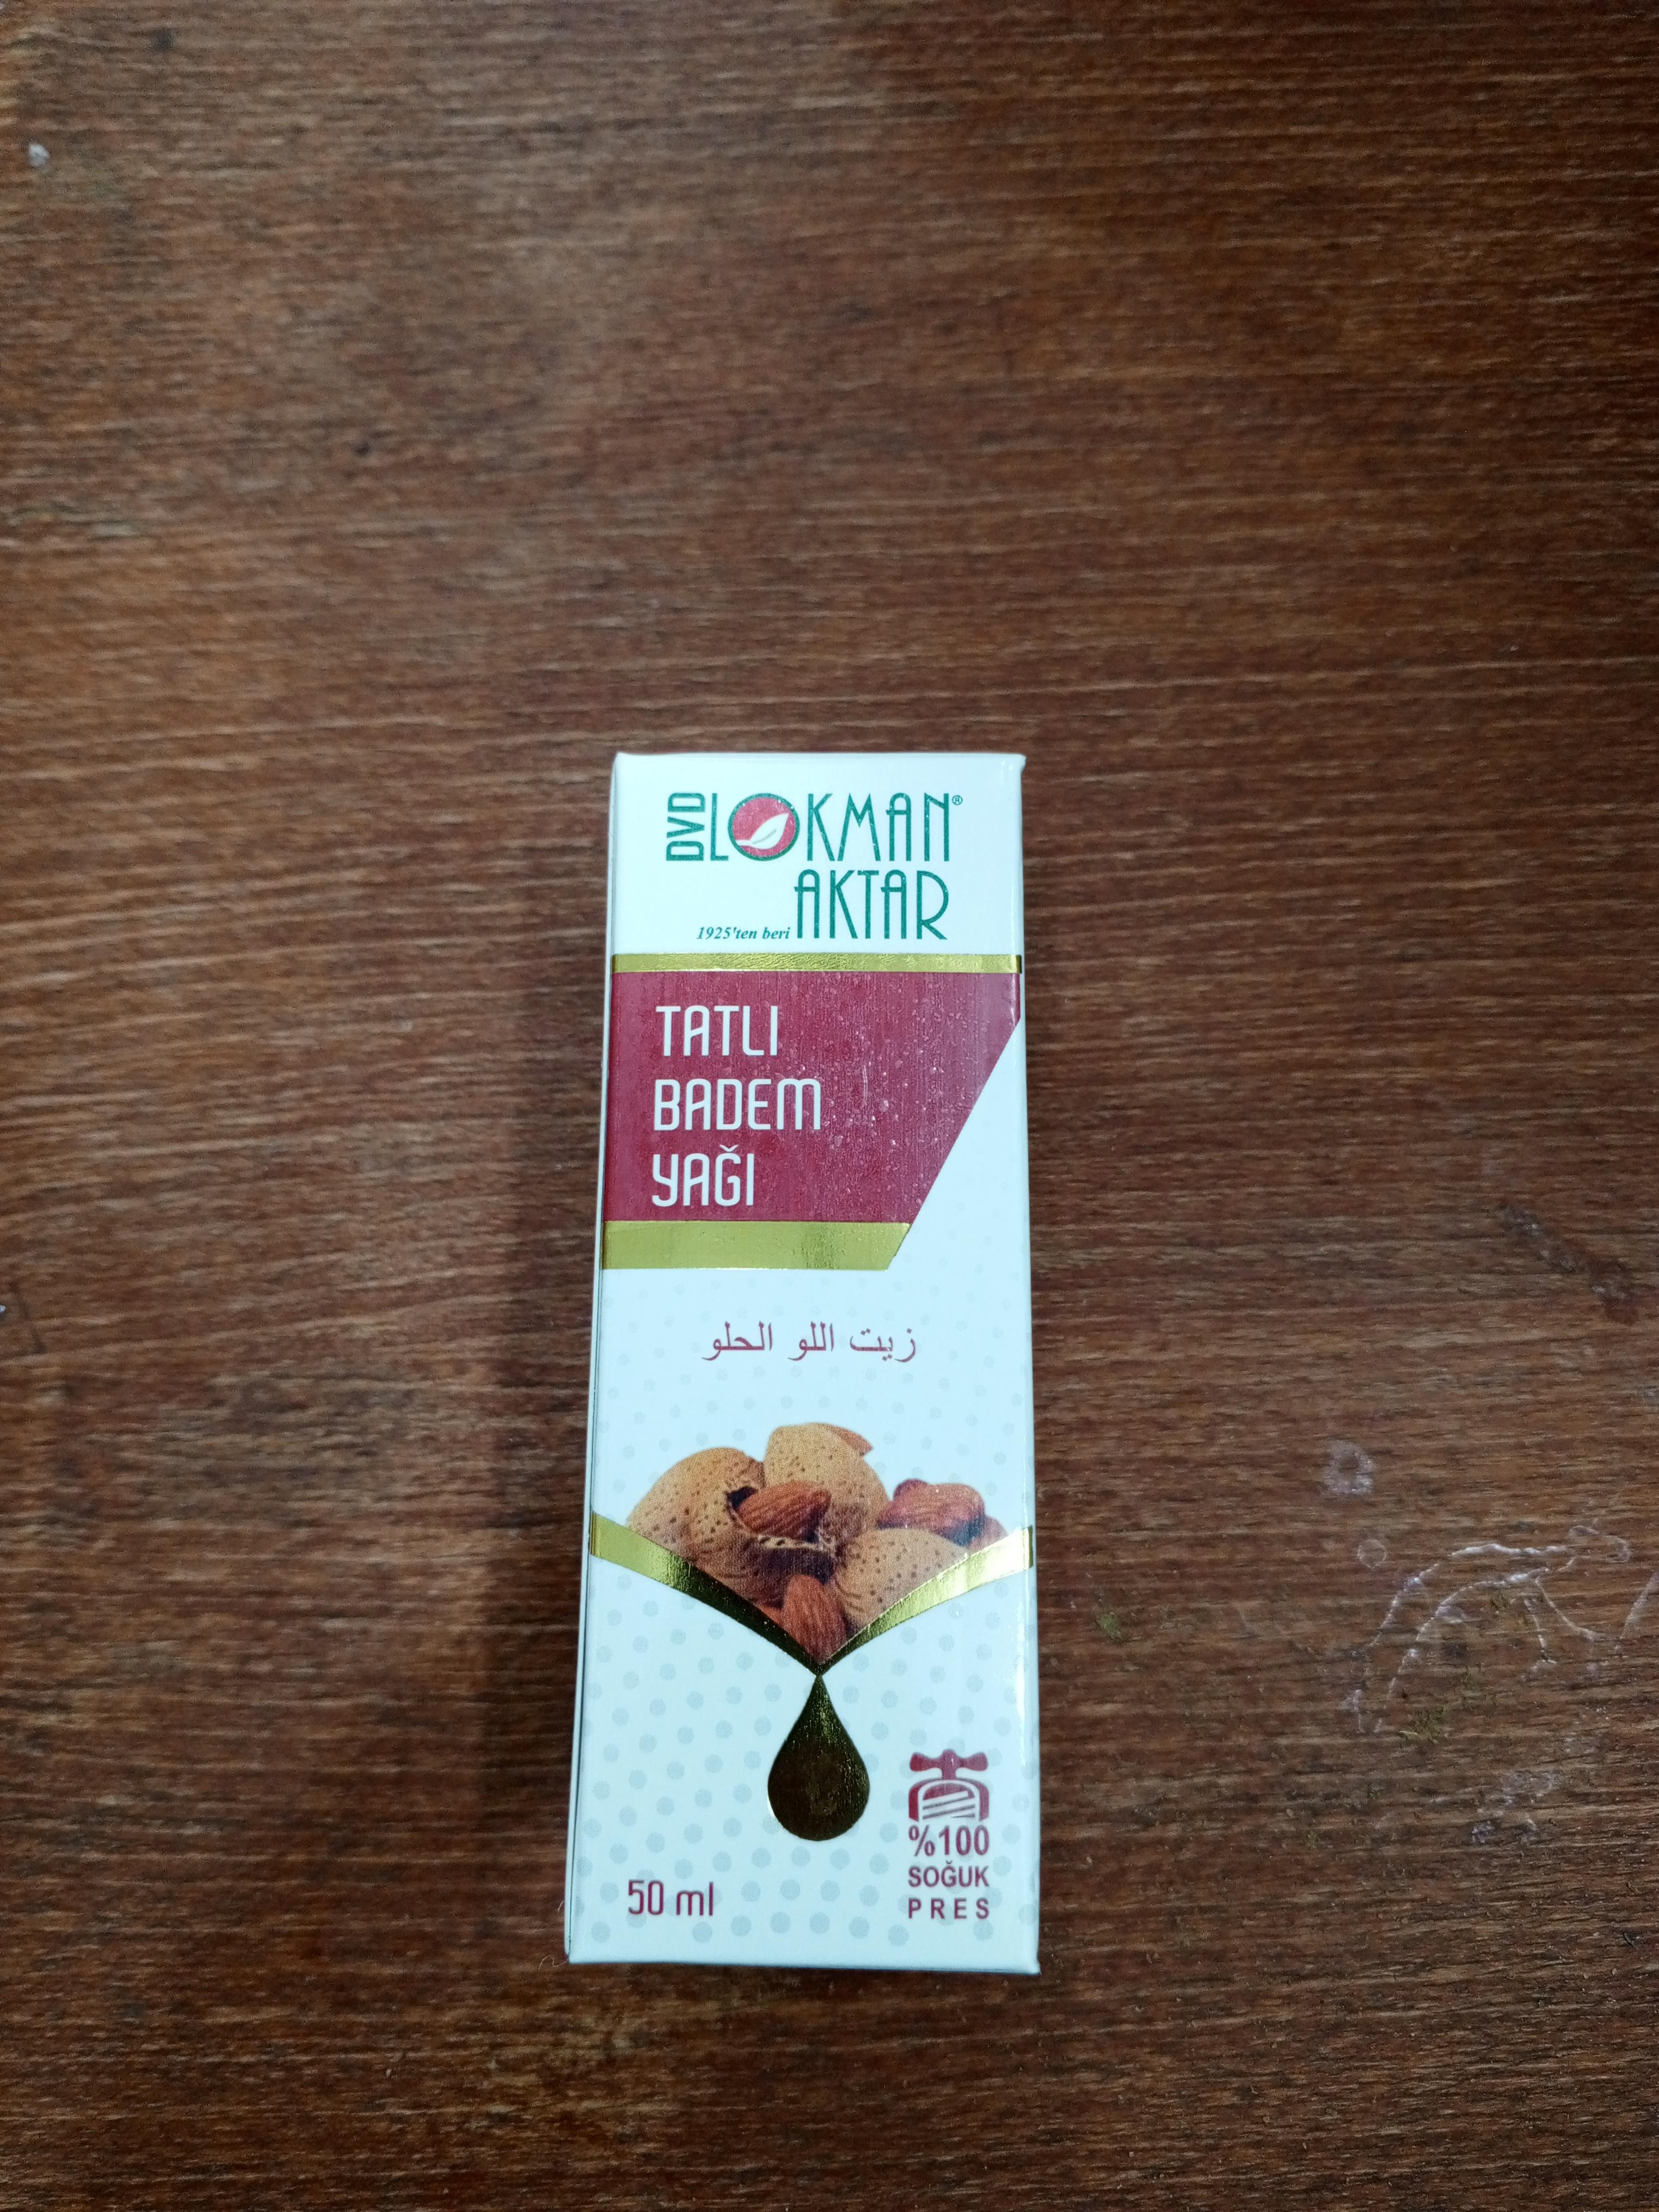 DVD LOKMAN®
AKTAR
1925'ten beri
TATLI
BADEM
YAĞI
زيت اللو الحلو
50 ml
%100
SOĞUK
PRES